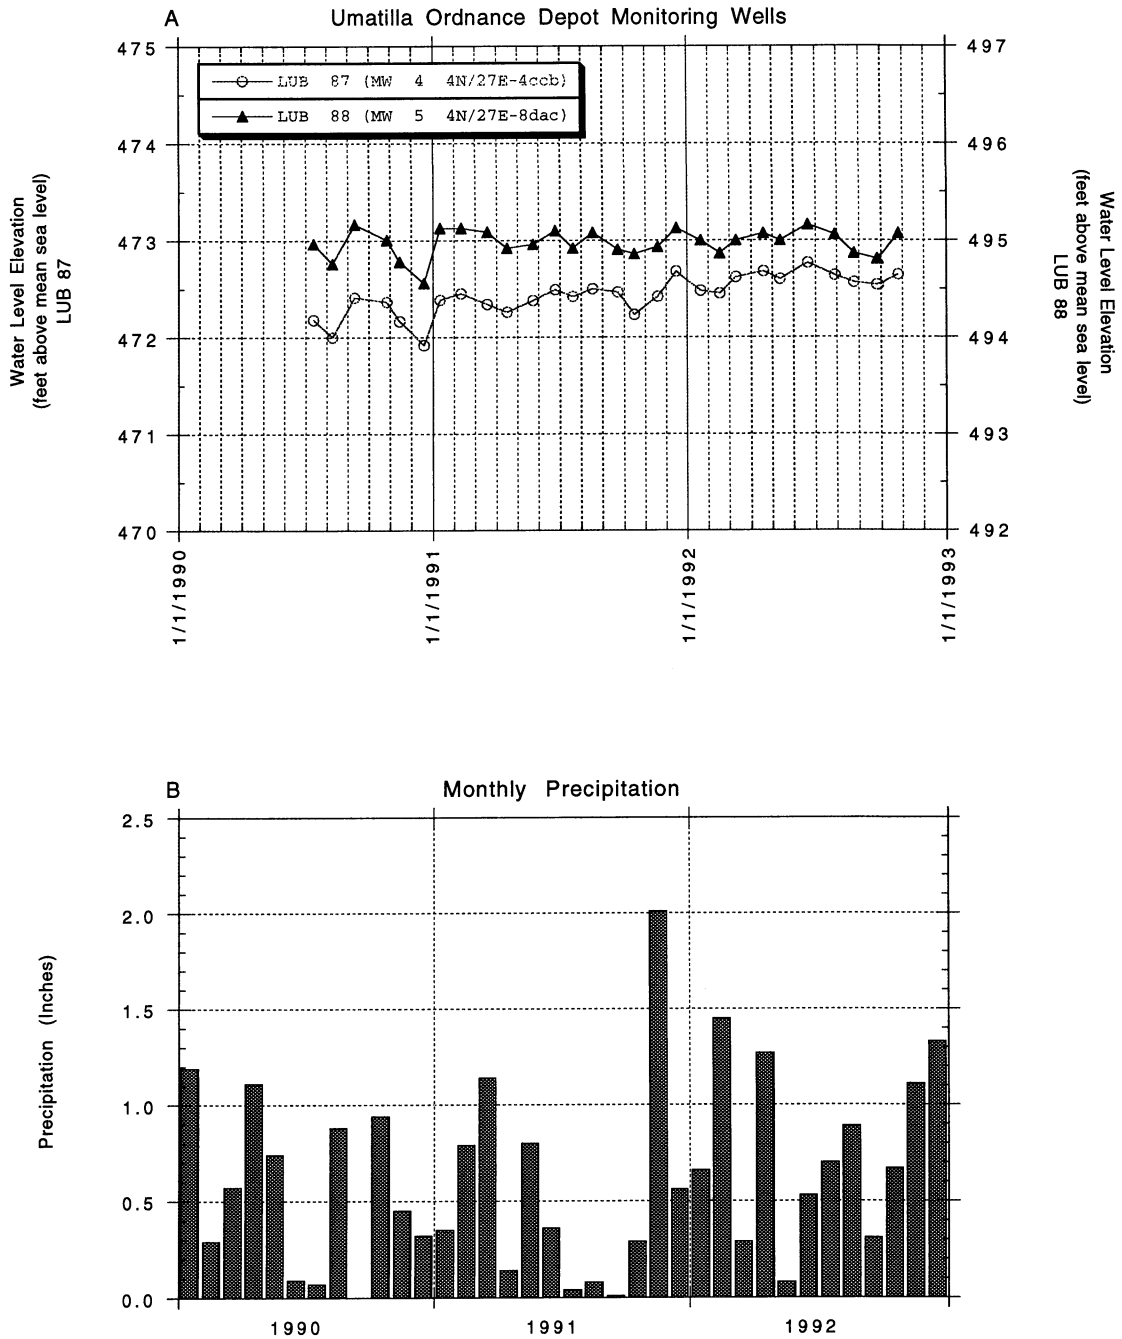 A Umatilla Ordnance Depot Monitoring Wells
475
474
473
472
471
470
497
496
495
494
493
492
LUB 87 (MW 4 4N/27E-4ccb)
LUB 88 (MW 5 4N/27E-8dac)
Water Level Elevation
(feet above mean sea level)
LUB 87
Water Level Elevation
(feet above mean sea level)
LUB 88
1/1/1990
1/1/1991
1/1/1992
1/1/1993
B Monthly Precipitation
2.5
2.0
1.5
1.0
0.5
0.0
Precipitation (Inches)
1990 1991 1992